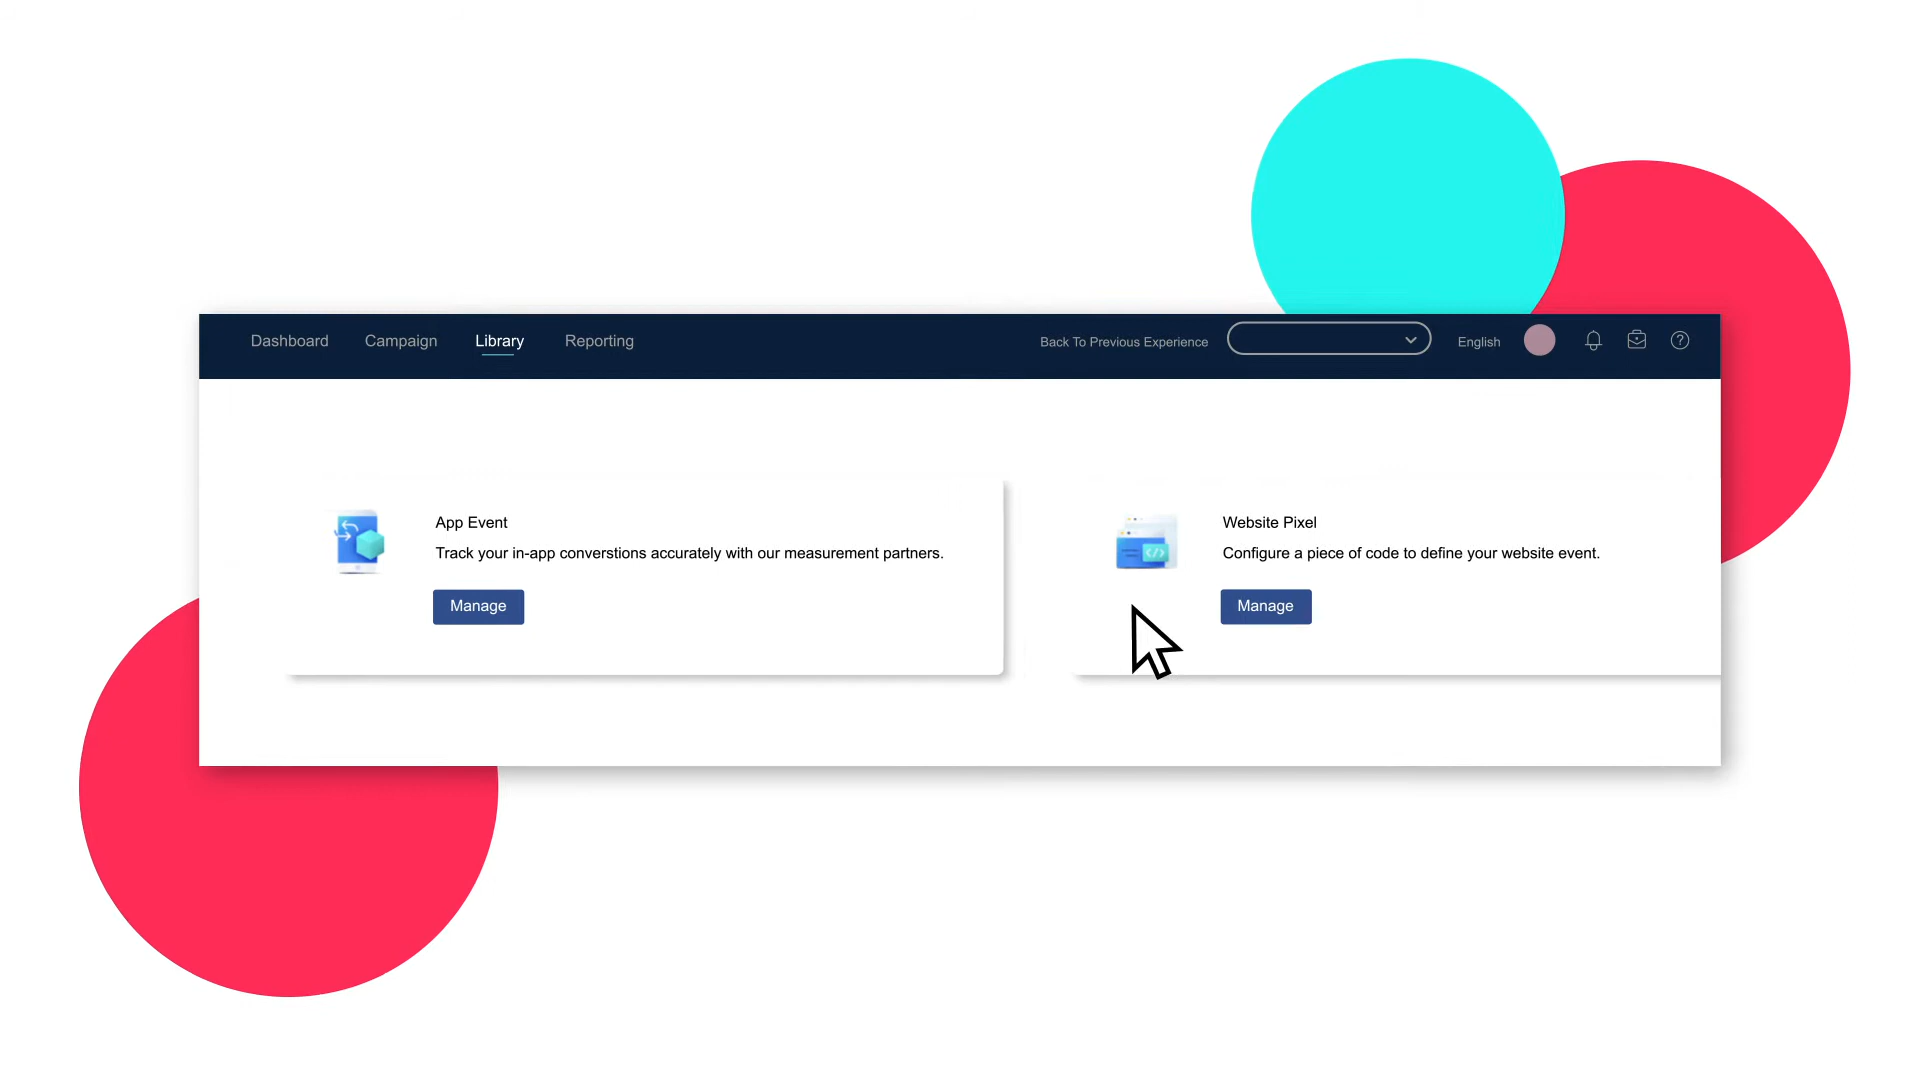 Dashboard Campaign Library Reporting Back To Previous Experience English
App Event
Track your in-app converstions accurately with our measurement partners.
Manage
Website Pixel
Configure a piece of code to define your website event.
Manage